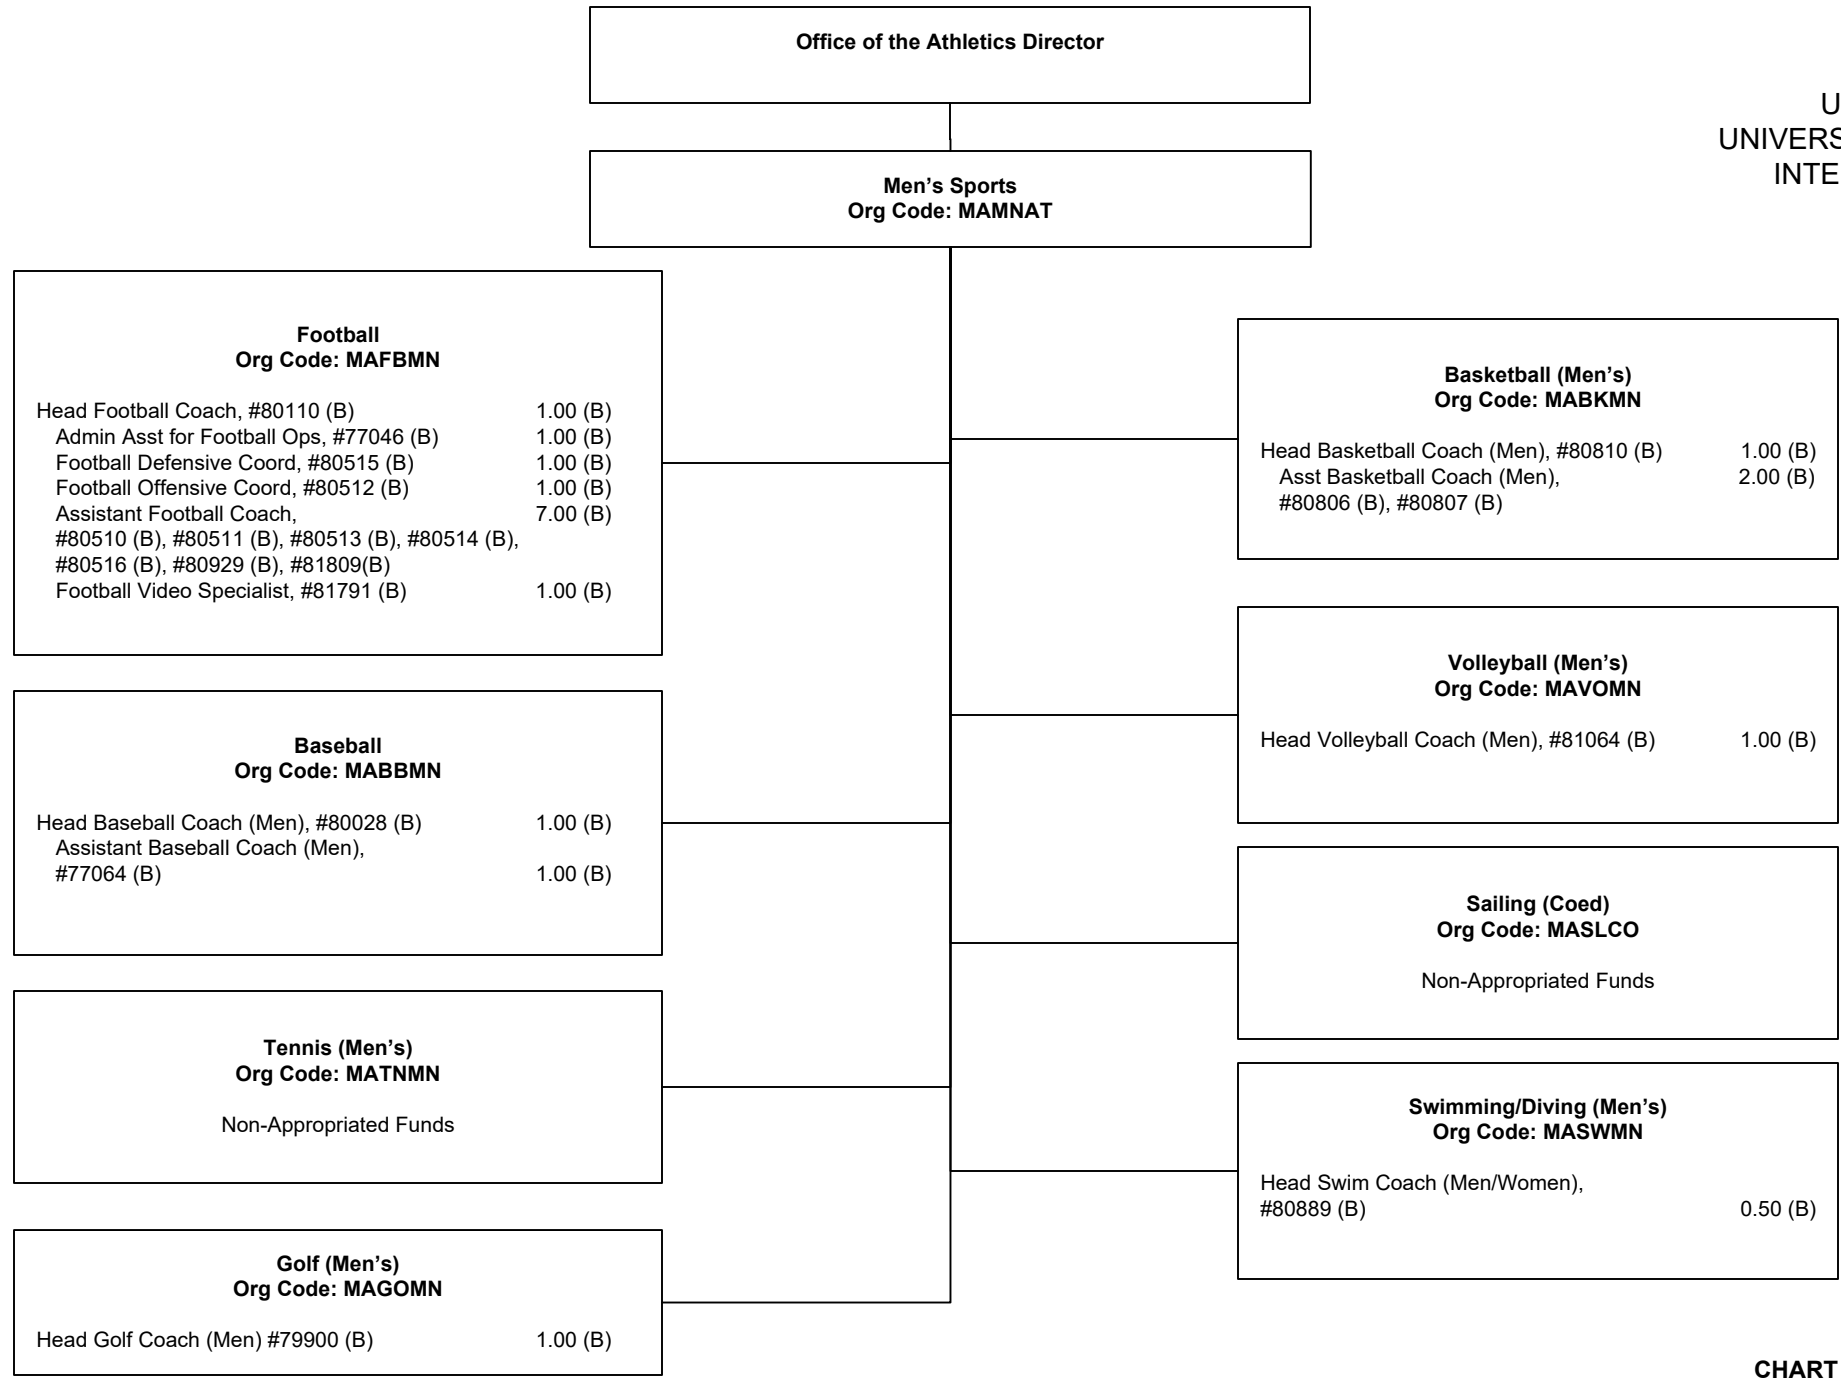 Office of the Athletics Director
U
UNIVERS
INTE
Men's Sports
Org Code: MAMNAT
Football
Org Code: MAFBMN
Head Football Coach, #80110 (B) 1.00 (B)
Admin Asst for Football Ops, #77046 (B) 1.00 (B)
Football Defensive Coord, #80515 (B) 1.00 (B)
Football Offensive Coord, #80512 (B) 1.00 (B)
Assistant Football Coach, 7.00 (B)
#80510 (B), #80511 (B), #80513 (B), #80514 (B),
#80516 (B), #80929 (B), #81809(B)
Football Video Specialist, #81791 (B) 1.00 (B)
Baseball
Org Code: MABBMN
Head Baseball Coach (Men), #80028 (B) 1.00 (B)
Assistant Baseball Coach (Men),
#77064 (B) 1.00 (B)
Tennis (Men's)
Org Code: MATNMN
Non-Appropriated Funds
Golf (Men's)
Org Code: MAGOMN
Head Golf Coach (Men) #79900 (B) 1.00 (B)
Basketball (Men's)
Org Code: MABKMN
Head Basketball Coach (Men), #80810 (B) 1.00 (B)
Asst Basketball Coach (Men), 2.00 (B)
#80806 (B), #80807 (B)
Volleyball (Men's)
Org Code: MAVOMN
Head Volleyball Coach (Men), #81064 (B) 1.00 (B)
Sailing (Coed)
Org Code: MASLCO
Non-Appropriated Funds
Swimming/Diving (Men's)
Org Code: MASWMN
Head Swim Coach (Men/Women),
#80889 (B) 0.50 (B)
CHART